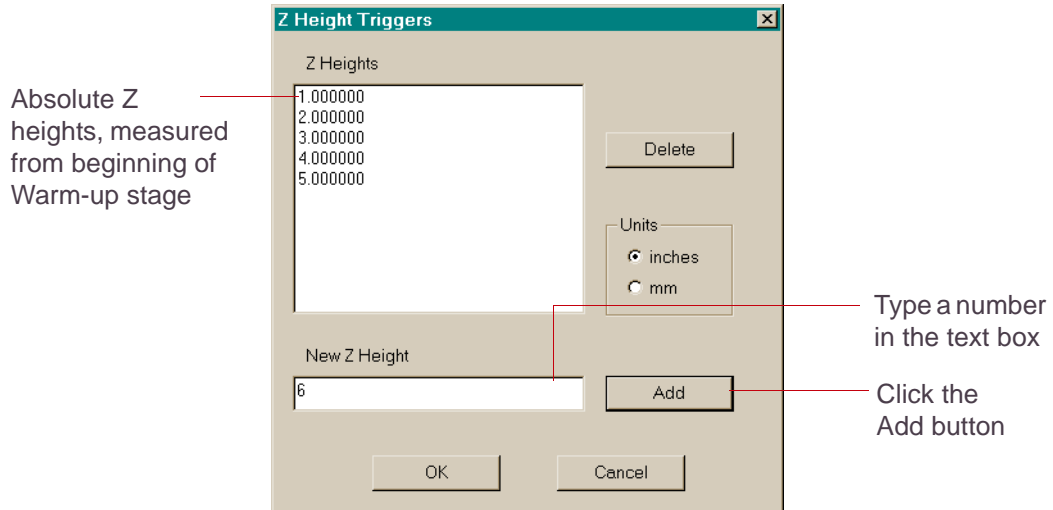 Z Height Triggers
Z Heights
Absolute Z
heights, measured
from beginning of
Warm-up stage
1.000000
2.000000
3.000000
4.000000
5.000000
Delete
Units
inches
mm
Type a number
in the text box
New Z Height
6
Add
Click the
Add button
OK
Cancel